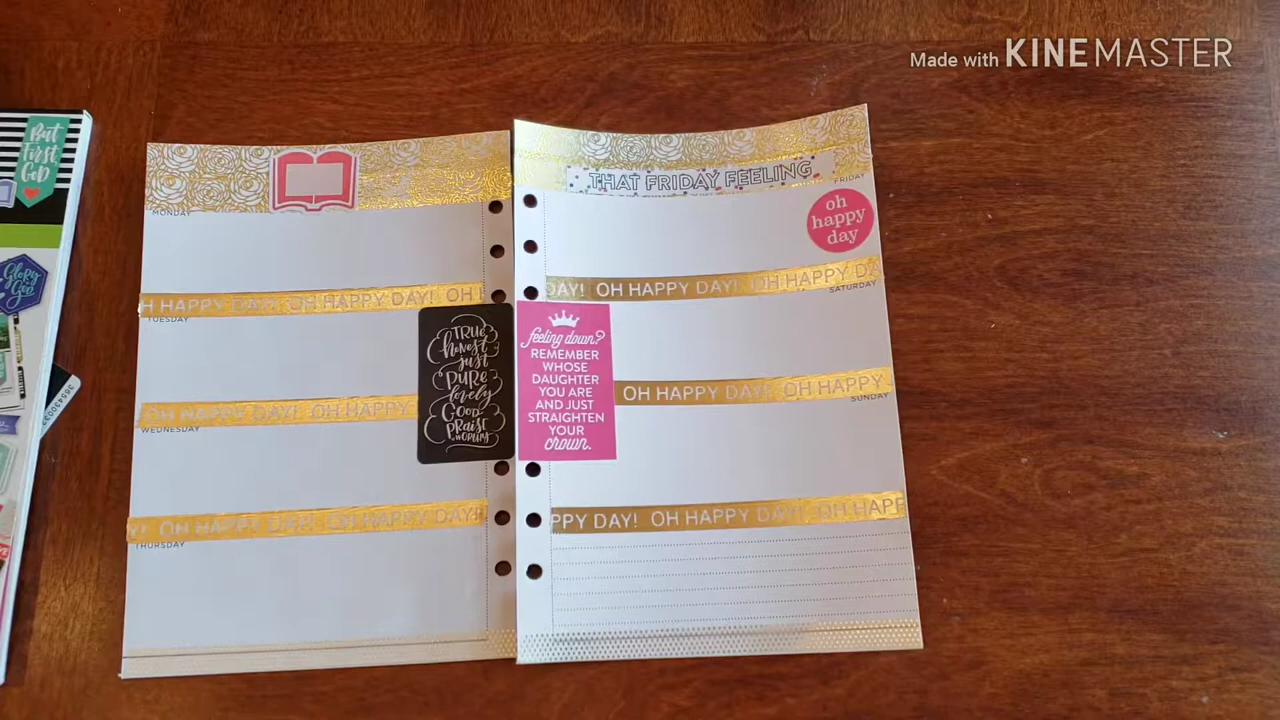 Made with KINEMASTER
But
First
God
Glory
to
God
THAT FRIDAY FEELING
MONDAY
FRIDAY
oh
happy
day
H HAPPY DAY! OH HAPPY DAY! OH
DAY! OH HAPPY DAY! OH HAPPY DA
TUESDAY
SATURDAY
TRUE
honest
just
PURE
lovely
GOOD
PRAISE
WORTHY
feeling down?
REMEMBER
WHOSE
DAUGHTER
YOU ARE
AND JUST
STRAIGHTEN
YOUR
crown.
OH HAPPY DAY! OH HAPPY
OH HAPPY DAY! OH HAPPY
WEDNESDAY
SUNDAY
Y! OH HAPPY DAY! OH HAPPY DAY!
PPY DAY! OH HAPPY DAY! OH HAPP
THURSDAY